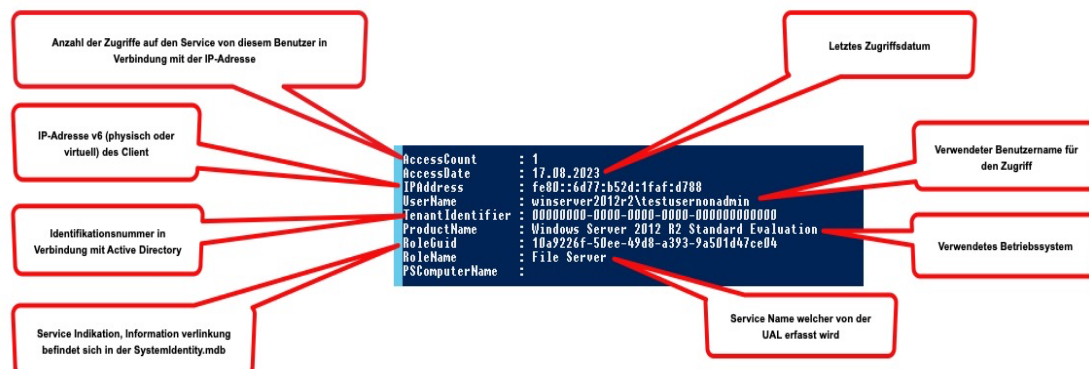 Anzahl der Zugriffe auf den Service von diesem Benutzer in
Verbindung mit der IP-Adresse
Letztes Zugriffsdatum
IP-Adresse v6 (physisch oder
virtuell) des Client
Verwendeter Benutzername für
den Zugriff
AccessCount : 1
AccessDate : 17.08.2023
IPAddress : fe80::6d77:b52d:1faf:d788
UserName : winserver2012r2\testusernonadmin
TenantIdentifier : 00000000-0000-0000-0000-000000000000
ProductName : Windows Server 2012 R2 Standard Evaluation
RoleGuid : 10a9226f-50ee-49d8-a393-9a501d47ce04
RoleName : File Server
PSComputerName :
Identifikationsnummer in
Verbindung mit Active Directory
Verwendetes Betriebssystem
Service Indikation, Information verlinkung
befindet sich in der SystemIdentity.mdb
Service Name welcher von der
UAL erfasst wird